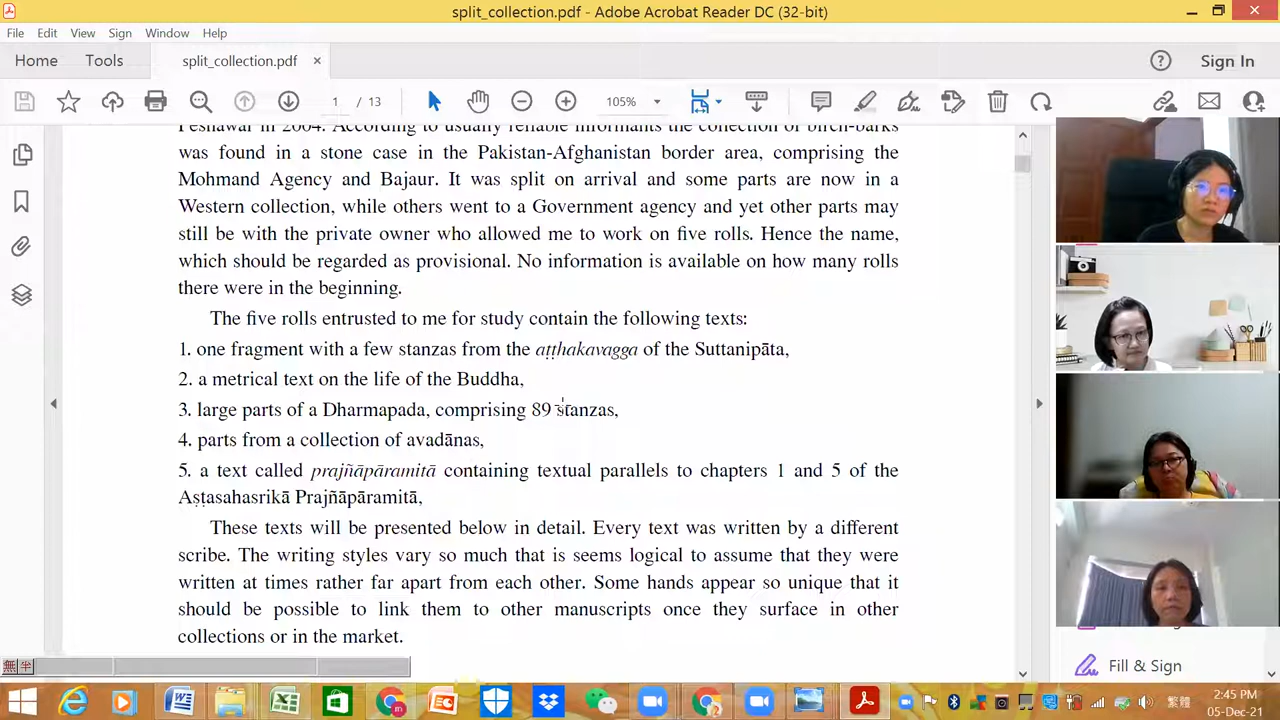 split_collection.pdf - Adobe Acrobat Reader DC (32-bit)
File Edit View Sign Window Help
Home Tools split_collection.pdf × Sign In
1 / 13 105%
Peshawar in 2004. According to usually reliable informants the collection of birch-barks
was found in a stone case in the Pakistan-Afghanistan border area, comprising the
Mohmand Agency and Bajaur. It was split on arrival and some parts are now in a
Western collection, while others went to a Government agency and yet other parts may
still be with the private owner who allowed me to work on five rolls. Hence the name,
which should be regarded as provisional. No information is available on how many rolls
there were in the beginning.
The five rolls entrusted to me for study contain the following texts:
1. one fragment with a few stanzas from the aṭṭhakavagga of the Suttanipāta,
2. a metrical text on the life of the Buddha,
3. large parts of a Dharmapada, comprising 89 stanzas,
4. parts from a collection of avadānas,
5. a text called prajñāpāramitā containing textual parallels to chapters 1 and 5 of the
Aṣṭasahasrikā Prajñāpāramitā,
These texts will be presented below in detail. Every text was written by a different
scribe. The writing styles vary so much that is seems logical to assume that they were
written at times rather far apart from each other. Some hands appear so unique that it
should be possible to link them to other manuscripts once they surface in other
collections or in the market.
無 半
Fill & Sign
繁體
2:45 PM
05-Dec-21